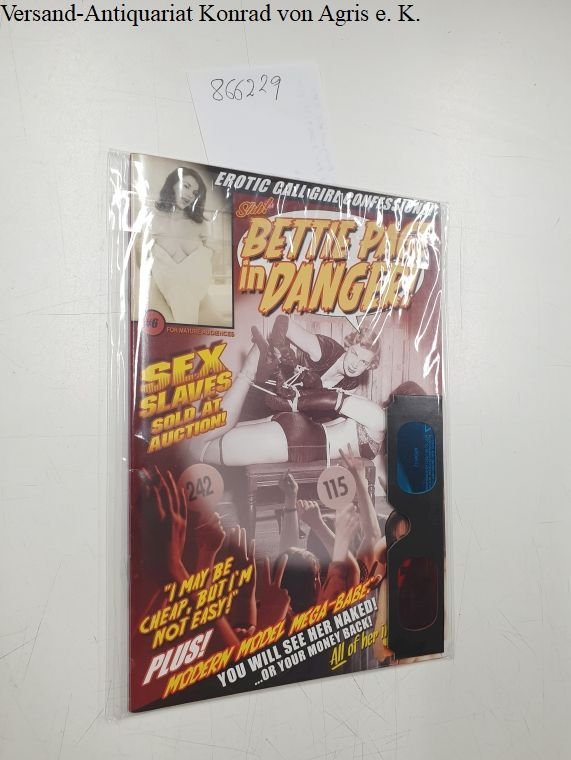 Versand-Antiquariat Konrad von Agris e. K.
866229
EROTIC CALL GIRL CONFESSIONS!
Shh!
BETTIE PAGE
in DANGER!
#6
FOR MATURE AUDIENCES
SEX
SLAVES
SOLD AT
AUCTION!
242
115
"I MAY BE
CHEAP, BUT I'M
NOT EASY!"
PLUS!
MODERN MODEL MEGA-BABE:
YOU WILL SEE HER NAKED!
...OR YOUR MONEY BACK!
All of her i